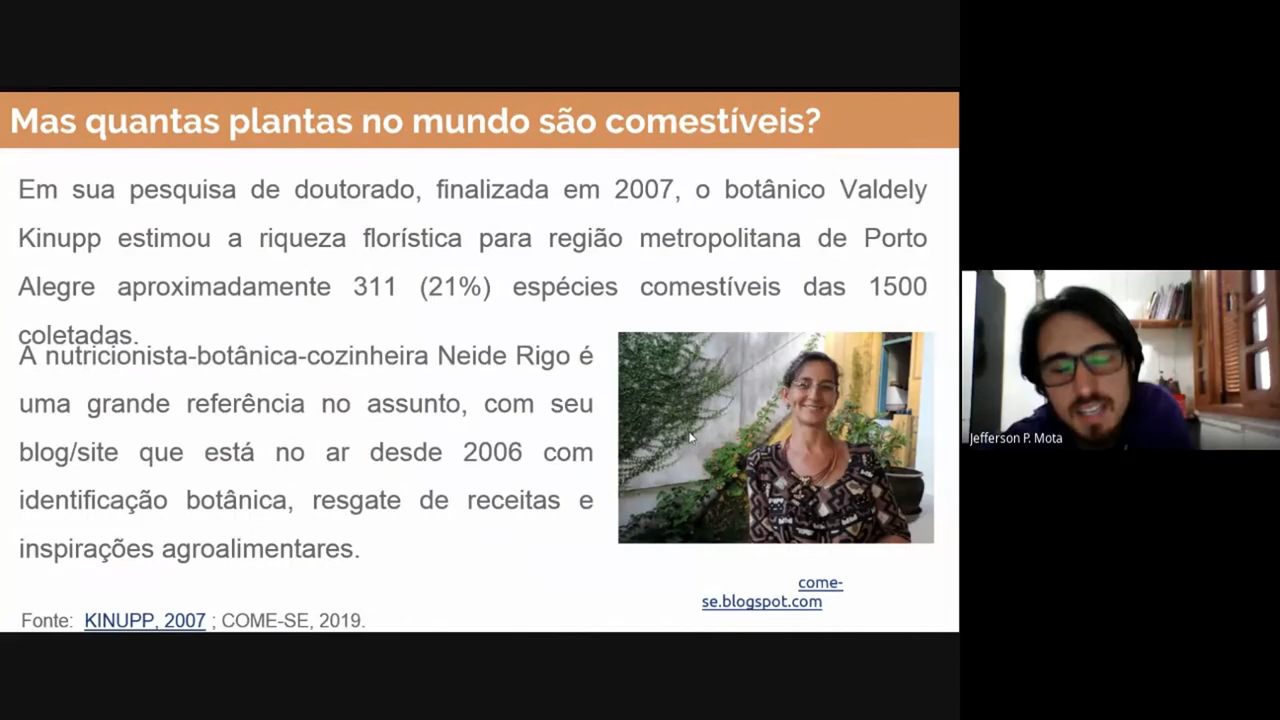 Mas quantas plantas no mundo são comestíveis?
Em sua pesquisa de doutorado, finalizada em 2007, o botânico Valdely
Kinupp estimou a riqueza florística para região metropolitana de Porto
Alegre aproximadamente 311 (21%) espécies comestíveis das 1500
coletadas.
A nutricionista-botânica-cozinheira Neide Rigo é
uma grande referência no assunto, com seu
blog/site que está no ar desde 2006 com
identificação botânica, resgate de receitas e
inspirações agroalimentares.
come-
se.blogspot.com
Fonte: KINUPP, 2007 ; COME-SE, 2019.
Jefferson P. Mota